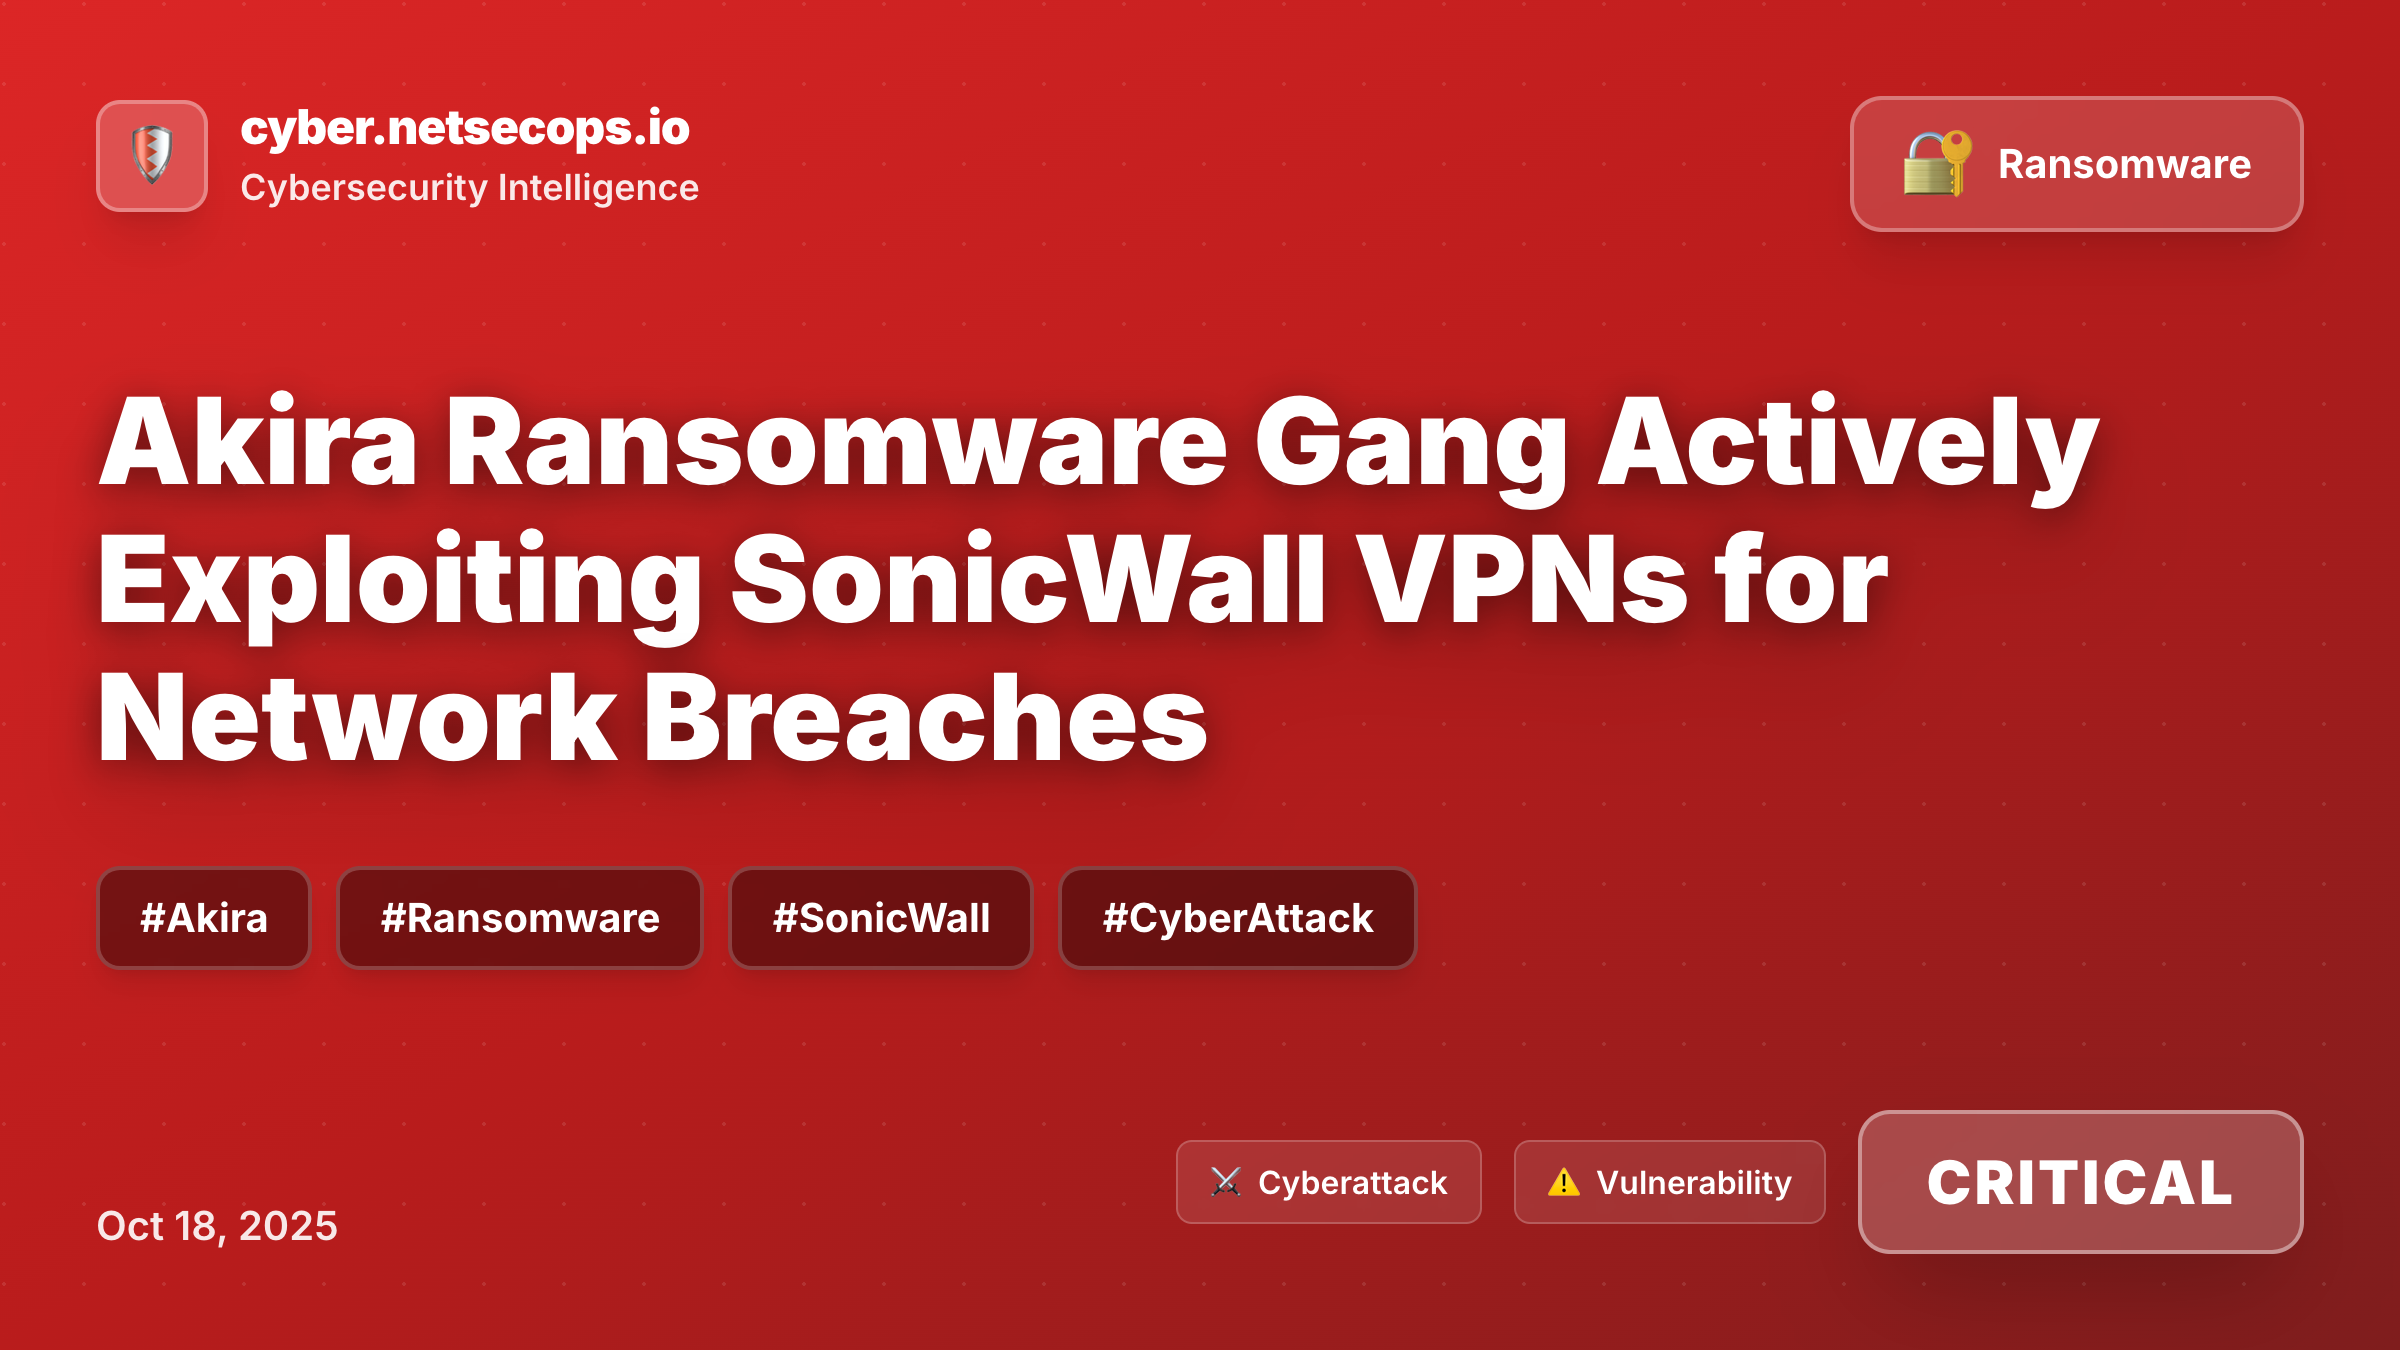 cyber.netsecops.io
Cybersecurity Intelligence
Ransomware
Akira Ransomware Gang Actively
Exploiting SonicWall VPNs for
Network Breaches
#Akira
#Ransomware
#SonicWall
#CyberAttack
Cyberattack
Vulnerability
CRITICAL
Oct 18, 2025